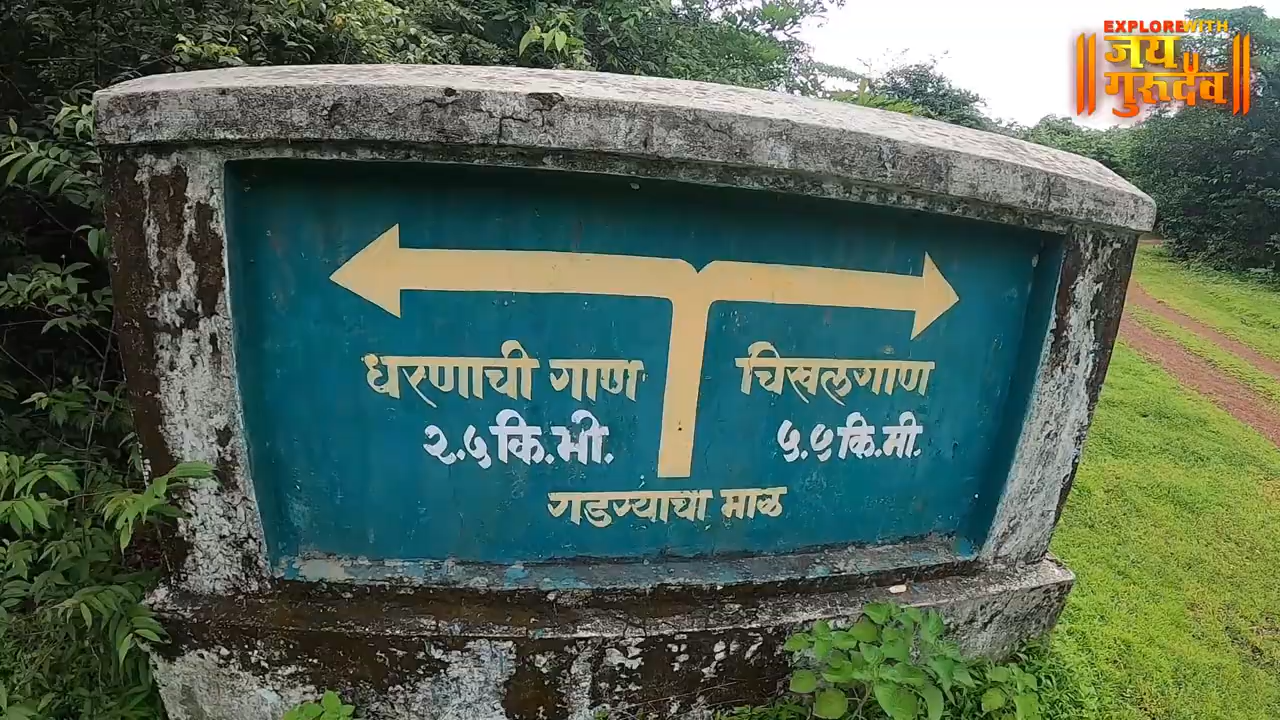 EXPLORE WITH
॥ जय गुरुदेव ॥
धरणाची गाण
२.५ कि.मी.
चिखलगाण
५.५ कि.मी.
गडग्याचा माळ